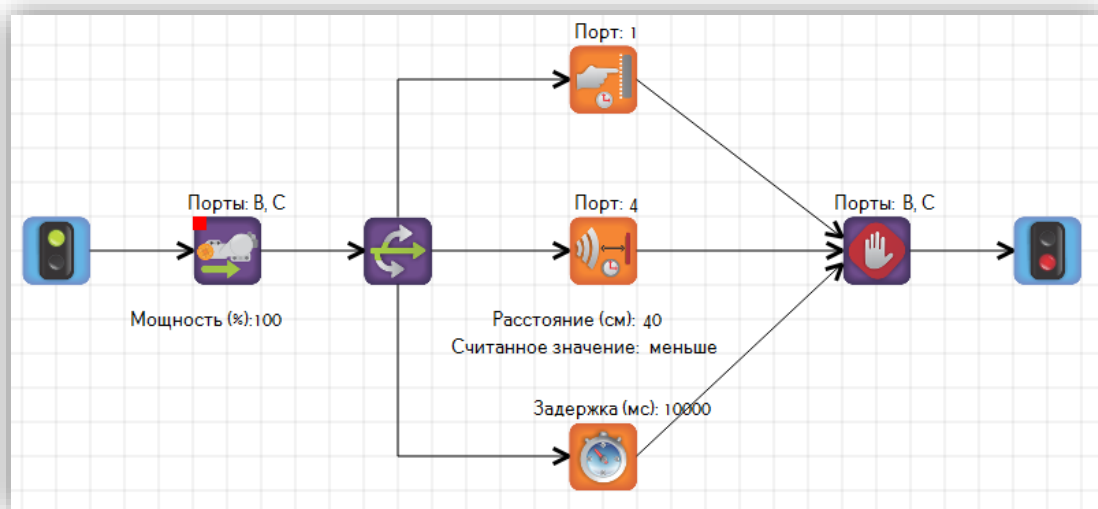 Порт: 1
Порты: B, C
Порт: 4
Порты: B, C
Мощность (%):100
Расстояние (см): 40
Считанное значение: меньше
Задержка (мс): 10000